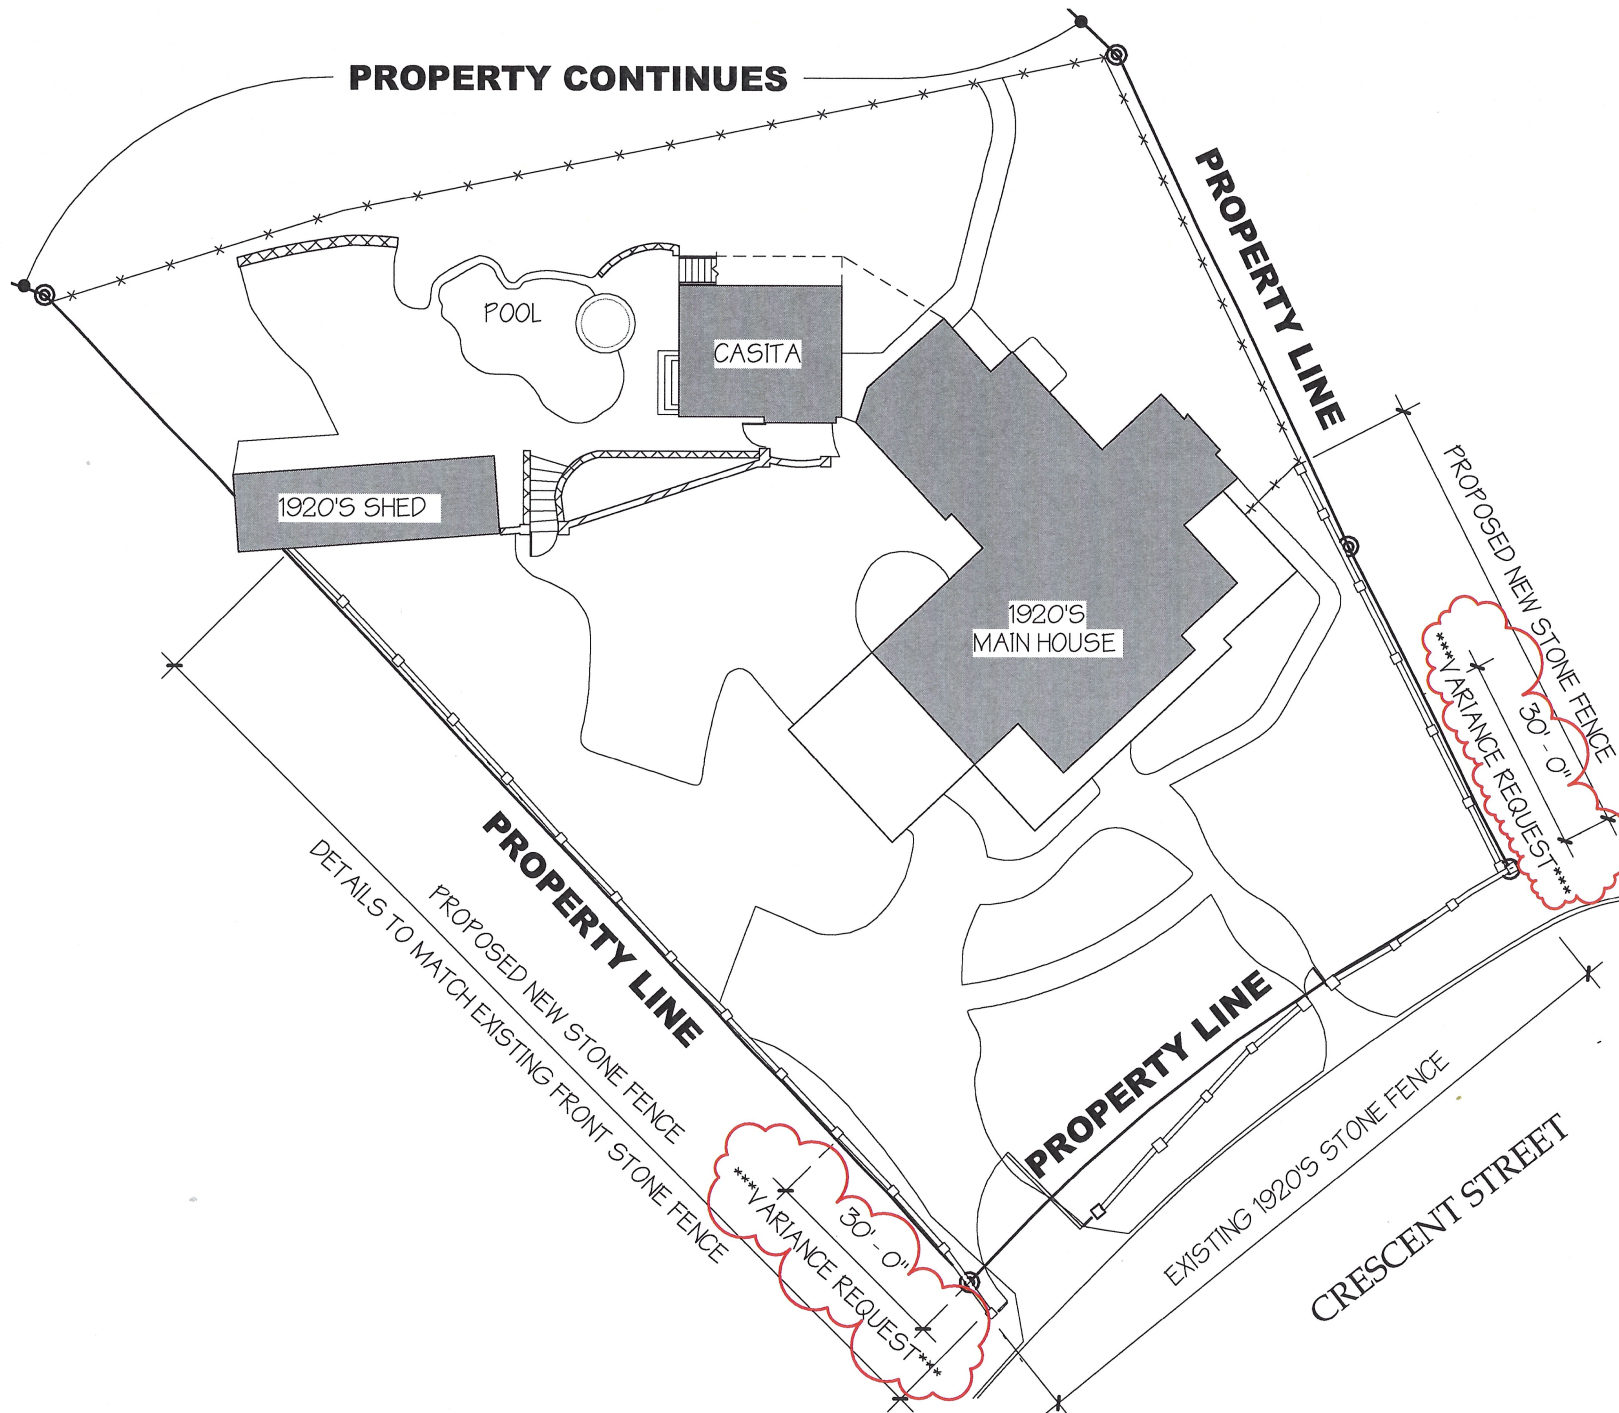 PROPERTY CONTINUES
PROPERTY LINE
POOL
CASITA
PROPOSED NEW STONE FENCE
1920'S SHED
1920'S
MAIN HOUSE
30'-0"
***VARIANCE REQUEST***
PROPERTY LINE
PROPOSED NEW STONE FENCE
DETAILS TO MATCH EXISTING FRONT STONE FENCE
PROPERTY LINE
30'-0"
***VARIANCE REQUEST***
EXISTING 1920'S STONE FENCE
CRESCENT STREET